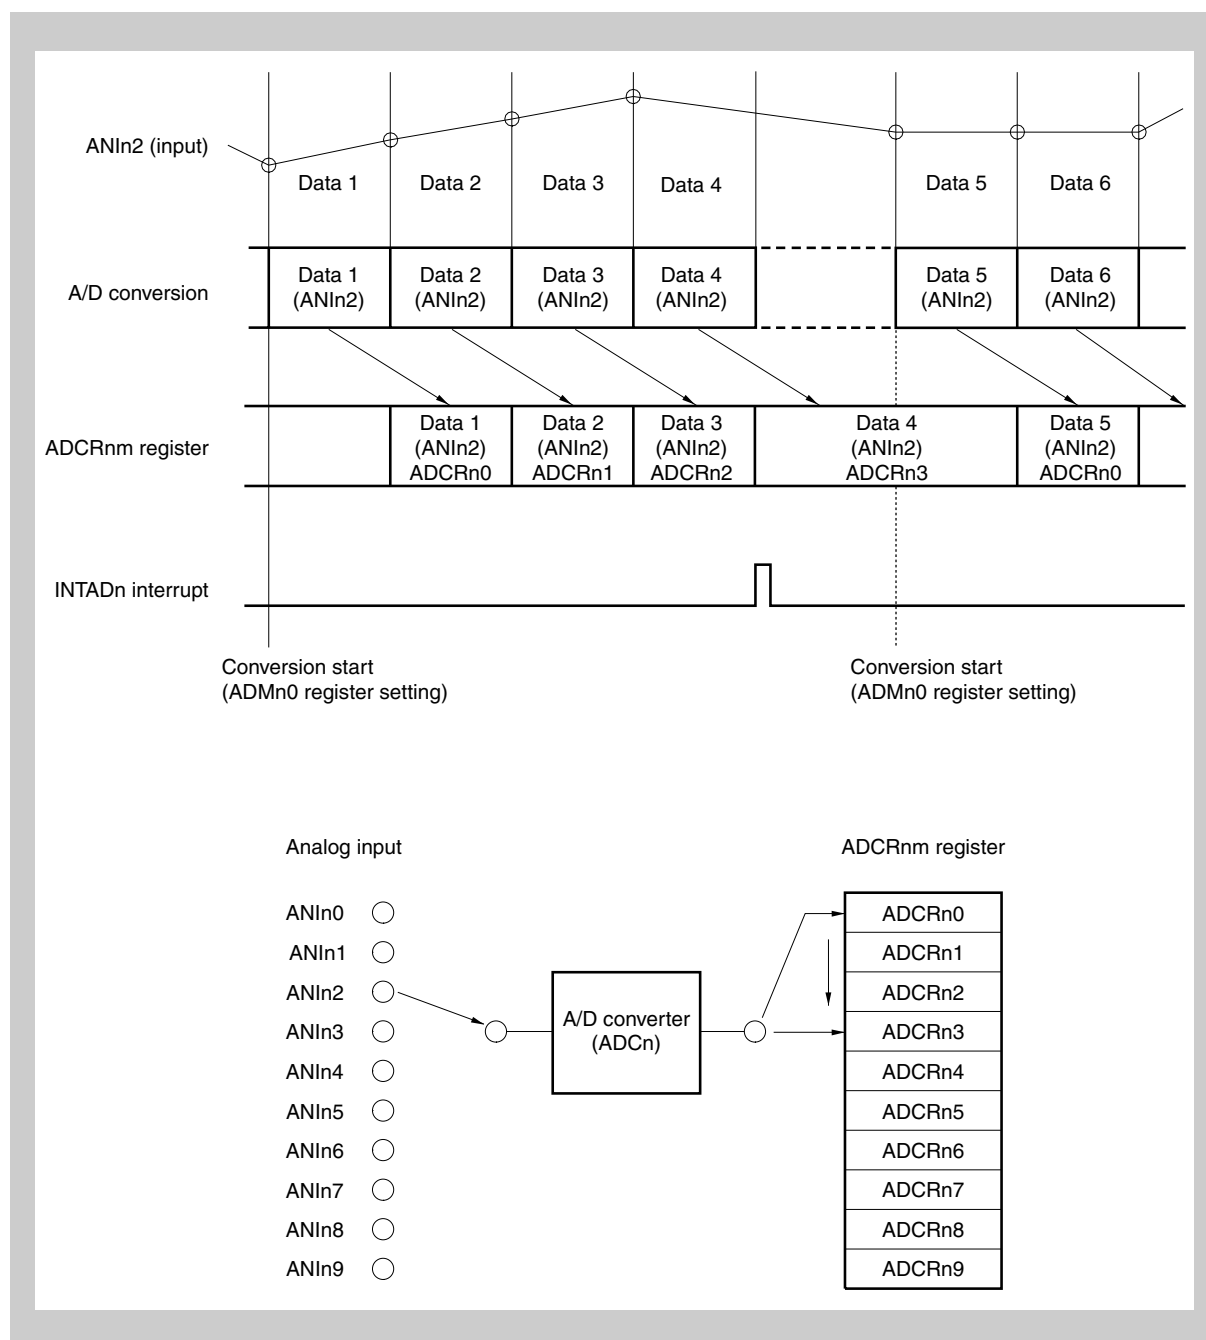 ANIn2 (input)
Data 1
Data 2
Data 3
Data 4
Data 5
Data 6
A/D conversion
Data 1
(ANIn2)
Data 2
(ANIn2)
Data 3
(ANIn2)
Data 4
(ANIn2)
Data 5
(ANIn2)
Data 6
(ANIn2)
ADCRnm register
Data 1
(ANIn2)
ADCRn0
Data 2
(ANIn2)
ADCRn1
Data 3
(ANIn2)
ADCRn2
Data 4
(ANIn2)
ADCRn3
Data 5
(ANIn2)
ADCRn0
INTADn interrupt
Conversion start
(ADMn0 register setting)
Conversion start
(ADMn0 register setting)
Analog input
ANIn0
ANIn1
ANIn2
ANIn3
ANIn4
ANIn5
ANIn6
ANIn7
ANIn8
ANIn9
A/D converter
(ADCn)
ADCRnm register
ADCRn0
ADCRn1
ADCRn2
ADCRn3
ADCRn4
ADCRn5
ADCRn6
ADCRn7
ADCRn8
ADCRn9